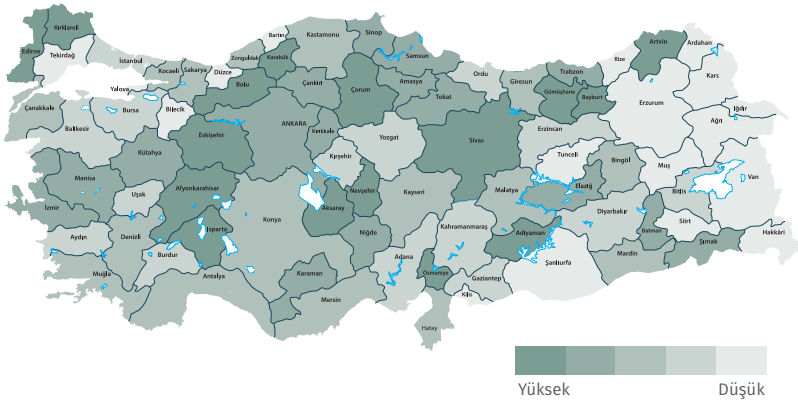 Kırklareli
Edirne
Tekirdağ
İstanbul
Kocaeli
Sakarya
Yalova
Düzce
Zonguldak
Bartın
Karabük
Kastamonu
Sinop
Samsun
Ordu
Giresun
Trabzon
Rize
Artvin
Ardahan
Kars
Iğdır
Ağrı
Erzurum
Gümüşhane
Bayburt
Bolu
Çankırı
Çorum
Amasya
Tokat
Çanakkale
Balıkesir
Bursa
Bilecik
Eskişehir
ANKARA
Kırıkkale
Yozgat
Sivas
Erzincan
Tunceli
Bingöl
Muş
Kütahya
Kırşehir
Manisa
Uşak
Afyonkarahisar
Nevşehir
Kayseri
Malatya
Elazığ
Bitlis
Van
İzmir
Aksaray
Konya
Diyarbakır
Batman
Siirt
Aydın
Denizli
Isparta
Niğde
Kahramanmaraş
Adıyaman
Hakkâri
Şırnak
Burdur
Muğla
Antalya
Karaman
Adana
Osmaniye
Gaziantep
Şanlıurfa
Mardin
Mersin
Kilis
Hatay
Yüksek Düşük